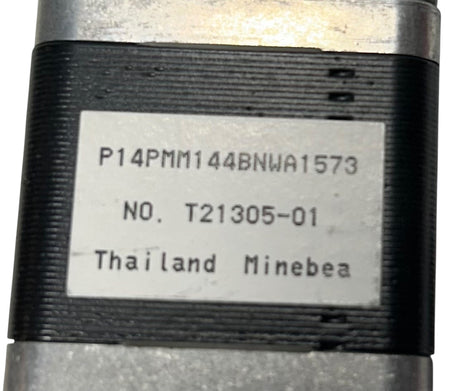 P14PMM144BNWA1573
NO. T21305-01
Thailand Minebea